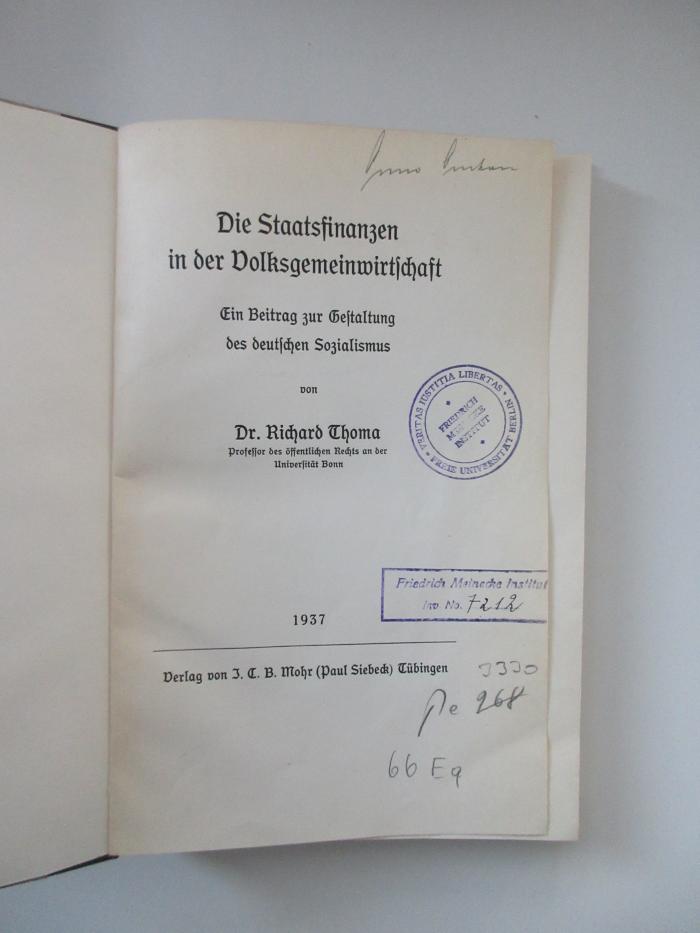 Die Staatsfinanzen
in der Volksgemeinwirtschaft
Ein Beitrag zur Gestaltung
des deutschen Sozialismus
von
Dr. Richard Thoma
Professor des öffentlichen Rechts an der
Universität Bonn
VERITAS IUSTITIA LIBERTAS
FREIE UNIVERSITÄT BERLIN
FRIEDRICH
MEINECKE
INSTITUT
Friedrich Meinecke Institut
Inv No. 7212
1937
Verlag von J. C. B. Mohr (Paul Siebeck) Tübingen
268
66 Eq